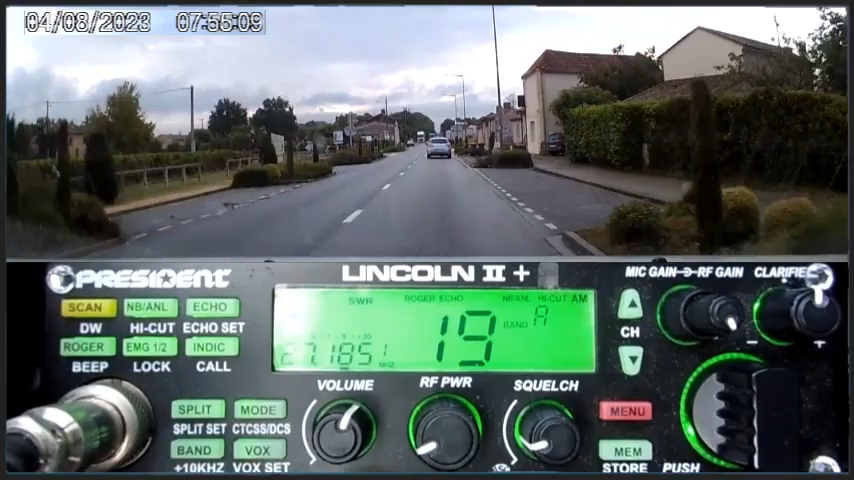 04/08/2023 07:55:09
PRESIDENT LINCOLN II + MIC GAIN RF GAIN CLARIFIER
SCAN NB/ANL ECHO
DW HI-CUT ECHO SET
ROGER EMG 1/2 INDIC
BEEP LOCK CALL
SWR ROGER ECHO NB/ANL HI-CUT AM
19 BAND A
27.1851 MHZ
CH
- +
VOLUME RF PWR SQUELCH
SPLIT MODE
SPLIT SET CTCSS/DCS
BAND VOX
+10KHZ VOX SET
MENU
MEM
STORE PUSH